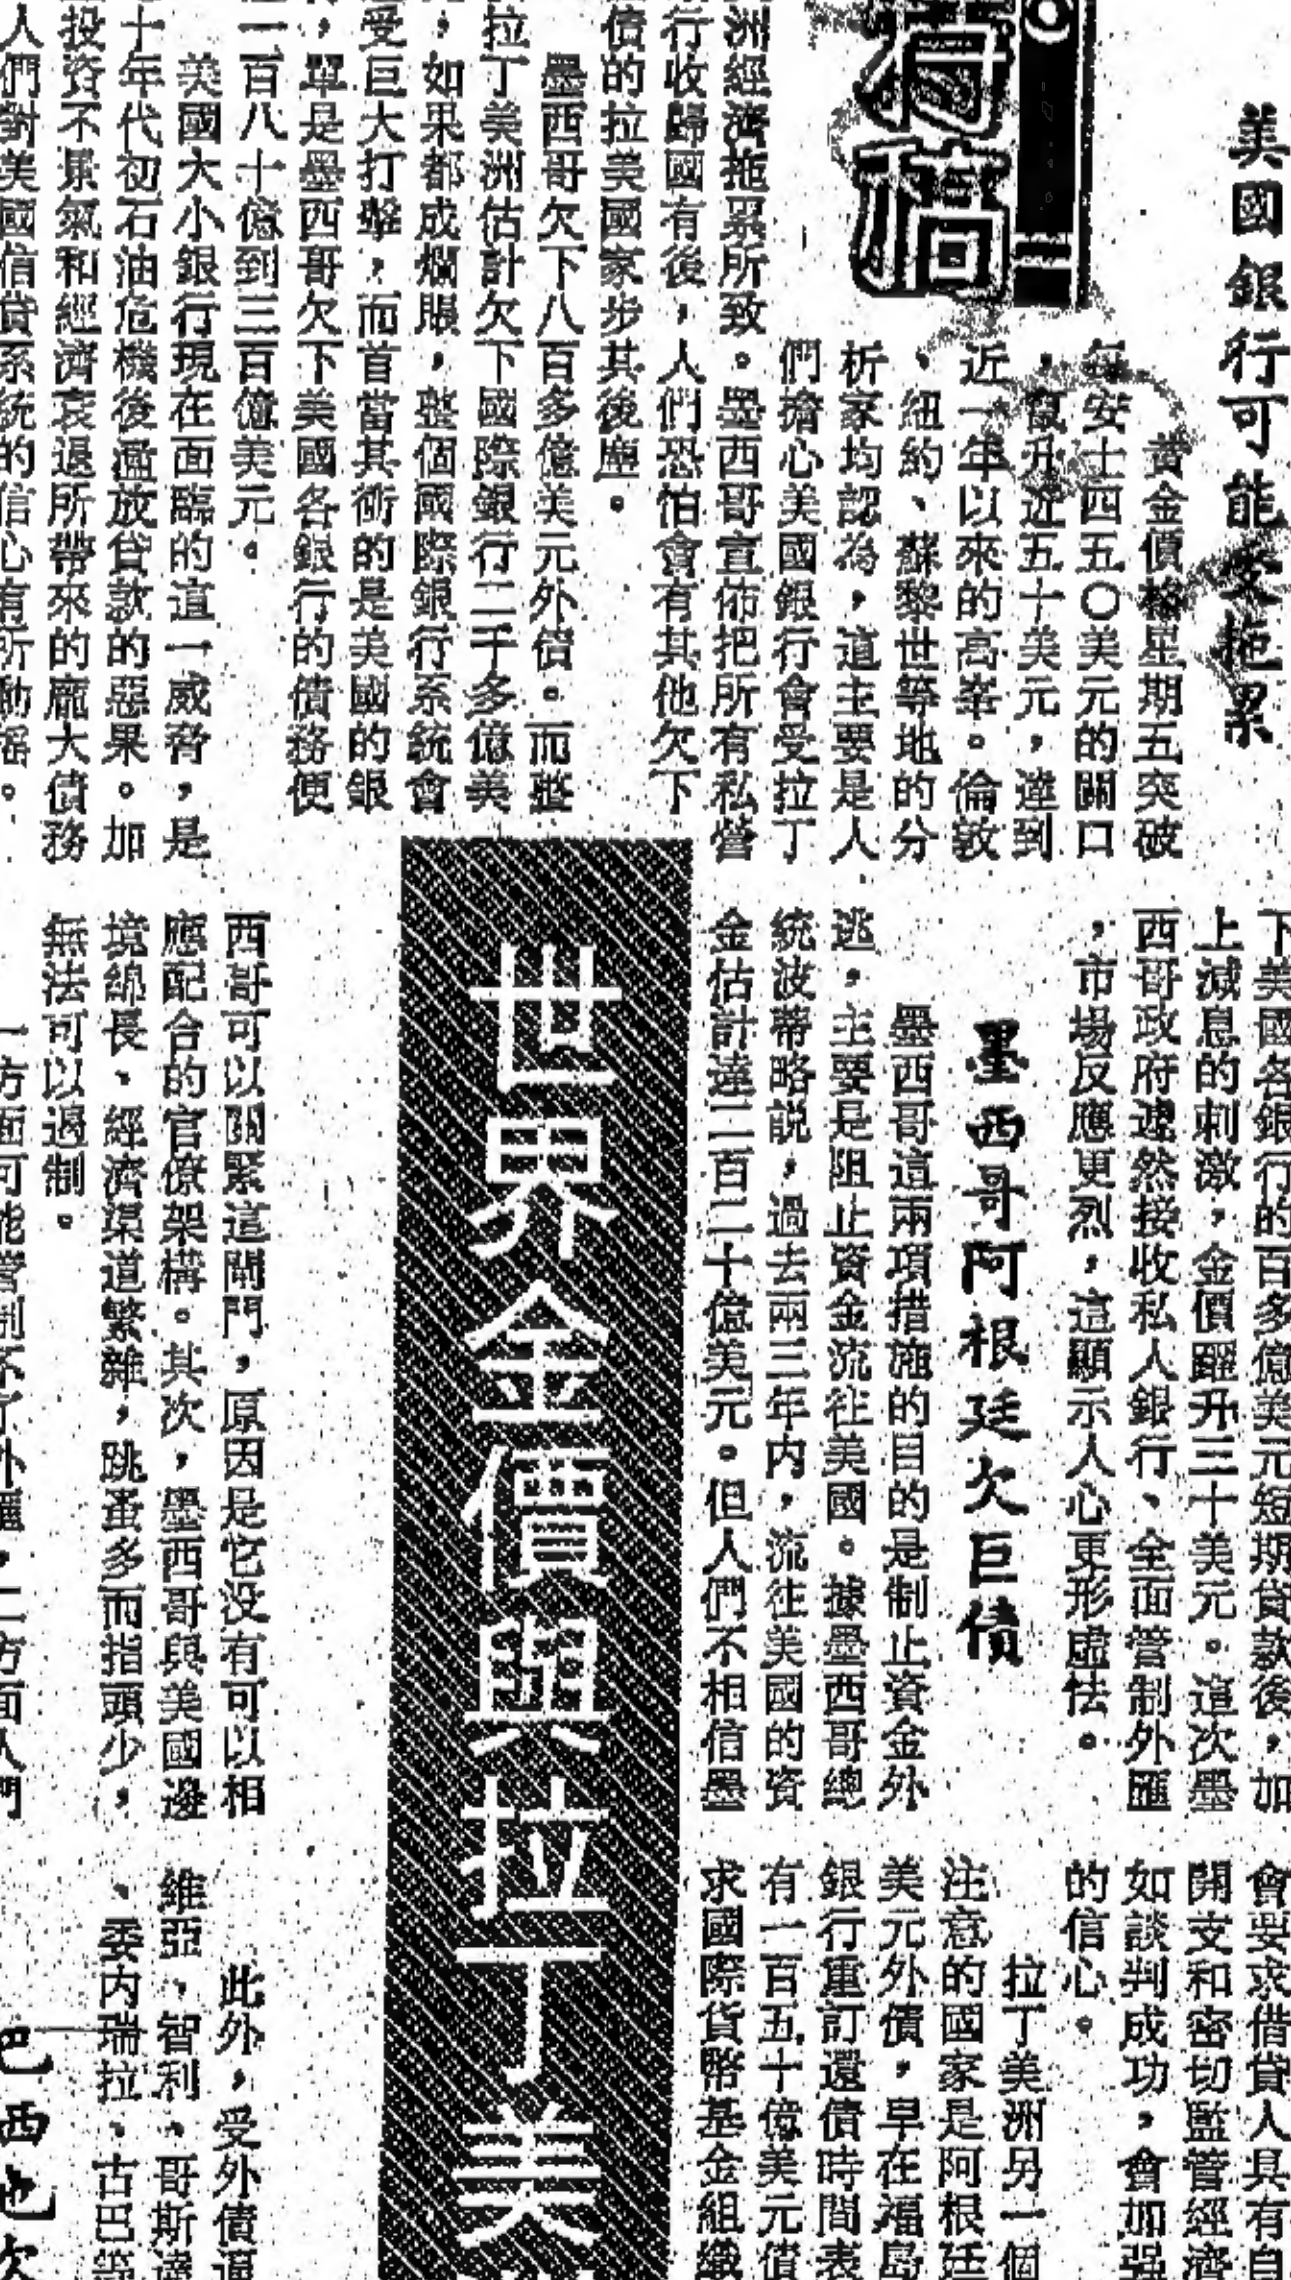 美國銀行可能受拖累
特稿
黃金價格星期五突破
每安士四五〇美元的關口
，竄升近五十美元，達到
近一年以來的高峯。倫敦
、紐約、蘇黎世等地的分
析家均認為，這主要是人
們擔心美國銀行會受拉丁
洲經濟拖累所致。墨西哥宣佈把所有私營
行收歸國有後，人們恐怕會有其他欠下
債的拉美國家步其後塵。
墨西哥欠下八百多億美元外債。而整
拉丁美洲估計欠下國際銀行二千多億美
，如果都成爛賬，整個國際銀行系統會
受巨大打擊，而首當其衝的是美國的銀
，單是墨西哥欠下美國各銀行的債務便
一百八十億到三百億美元。
美國大小銀行現在面臨的這一威脅，是
十年代初石油危機後濫放貸款的惡果。加
投資不景氣和經濟衰退所帶來的龐大債務
人們對美國信貸系統的信心有所動搖。
下美國各銀行的百多億美元短期貸款後，加
上減息的刺激，金價躍升三十美元。這次墨
西哥政府遽然接收私人銀行、全面管制外匯
，市場反應更烈，這顯示人心更形虛怯。
墨西哥阿根廷欠巨債
墨西哥這兩項措施的目的是制止資金外
逃，主要是阻止資金流往美國。據墨西哥總
統波蒂略說，過去兩三年內，流往美國的資
金估計達二百二十億美元。但人們不相信墨
世界金價與拉丁美
西哥可以關緊這閘門，原因是它没有可以相
應配合的官僚架構。其次，墨西哥與美國邊
境綿長、經濟渠道繁雜，跳蚤多而指頭少，
無法可以遏制。
一方面可能管制不了外匯，二方面人們
會要求借貸人具有自
開支和密切監管經濟
如談判成功，會加强
的信心。
拉丁美洲另一個
注意的國家是阿根廷
美元外債，早在福島
銀行重訂還債時間表
有一百五十億美元債
求國際貨幣基金組織
此外，受外債逼
維亞，智利、哥斯達
、委内瑞拉、古巴等
巴西也欠